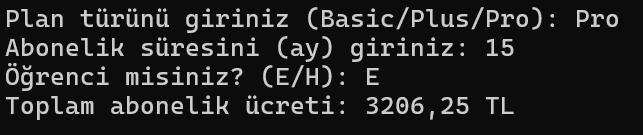 Plan türünü giriniz (Basic/Plus/Pro): Pro
Abonelik süresini (ay) giriniz: 15
Öğrenci misiniz? (E/H): E
Toplam abonelik ücreti: 3206,25 TL